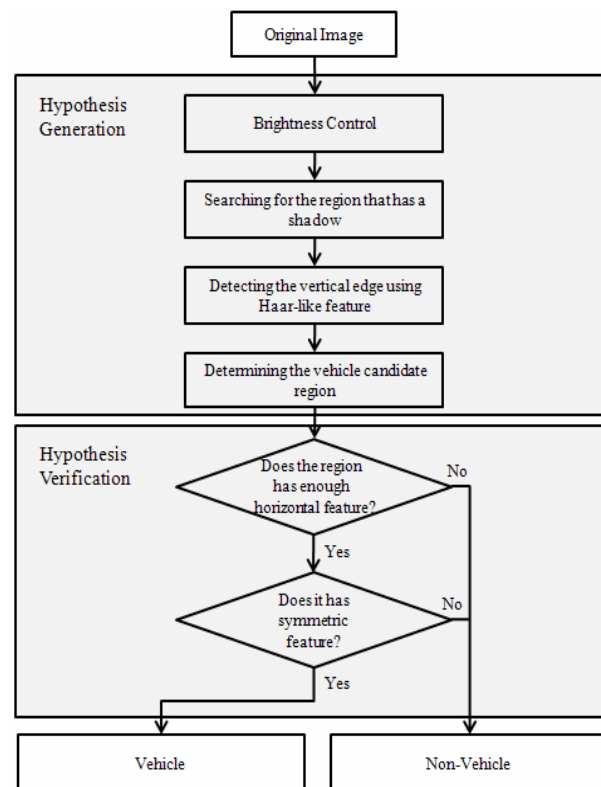 Original Image
Hypothesis
Generation
Brightness Control
Searching for the region that has a
shadow
Detecting the vertical edge using
Haar-like feature
Determining the vehicle candidate
region
Hypothesis
Verification
Does the region
has enough
horizontal feature?
No
Yes
Does it has
symmetric
feature?
No
Yes
Vehicle
Non-Vehicle